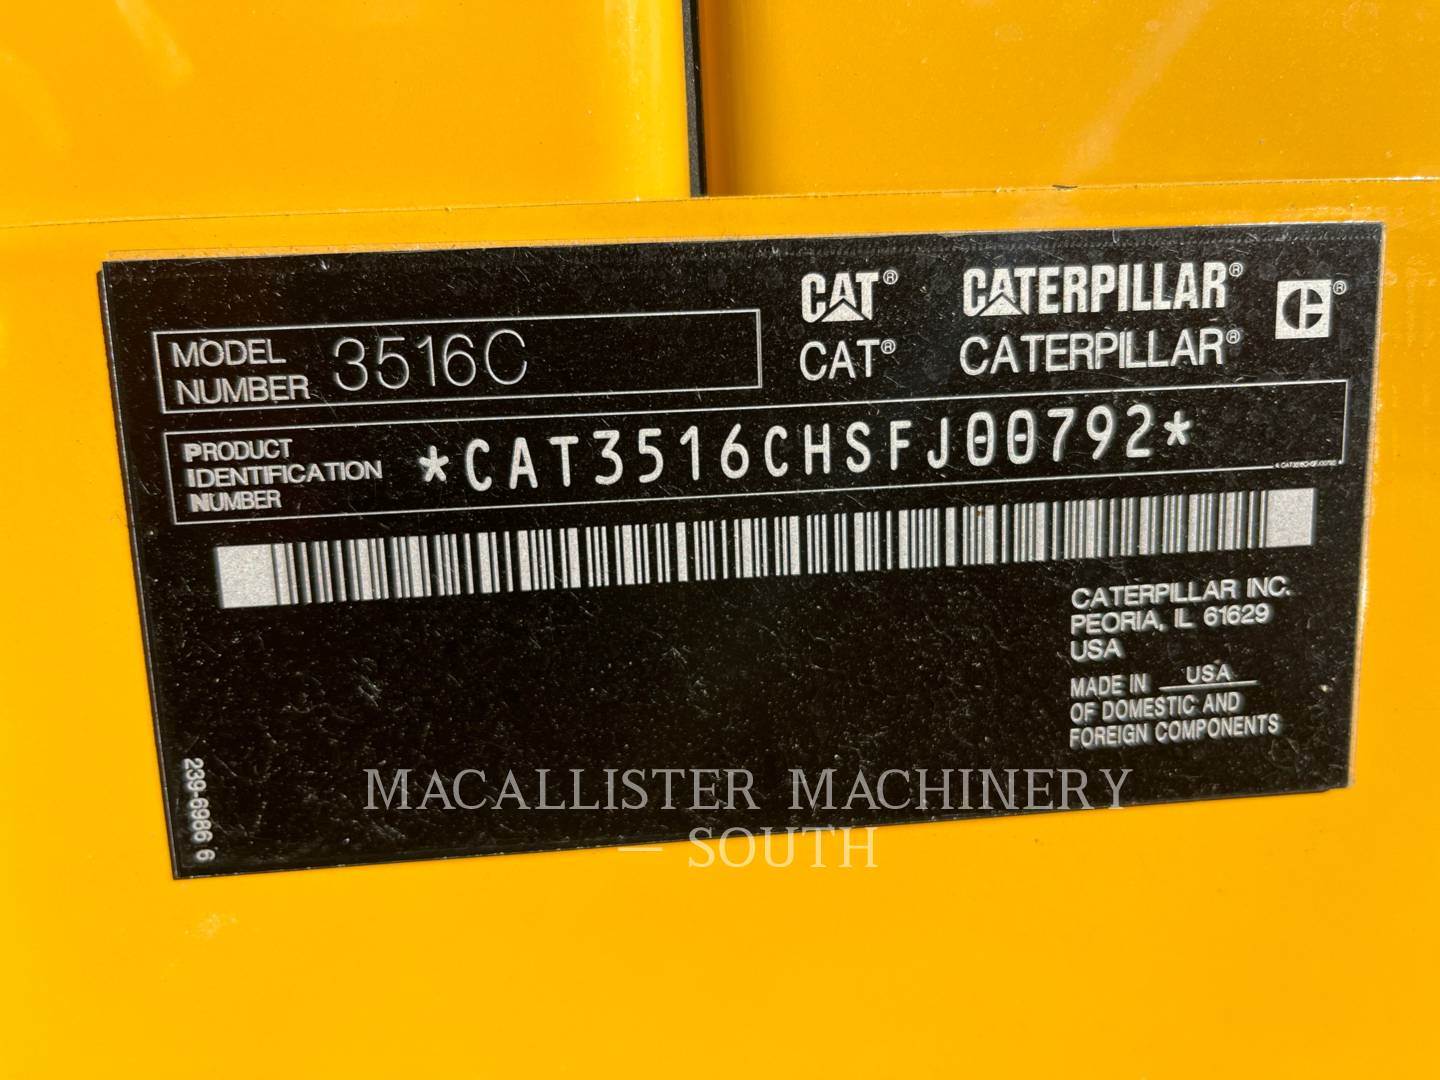 CAT® CATERPILLAR® C®
CAT® CATERPILLAR®
MODEL NUMBER 3516C
PRODUCT IDENTIFICATION NUMBER *CAT3516CHSFJ00792*
CATERPILLAR INC.
PEORIA, IL 61629
USA
MADE IN USA
OF DOMESTIC AND
FOREIGN COMPONENTS
239-6986 6
MACALLISTER MACHINERY
— SOUTH